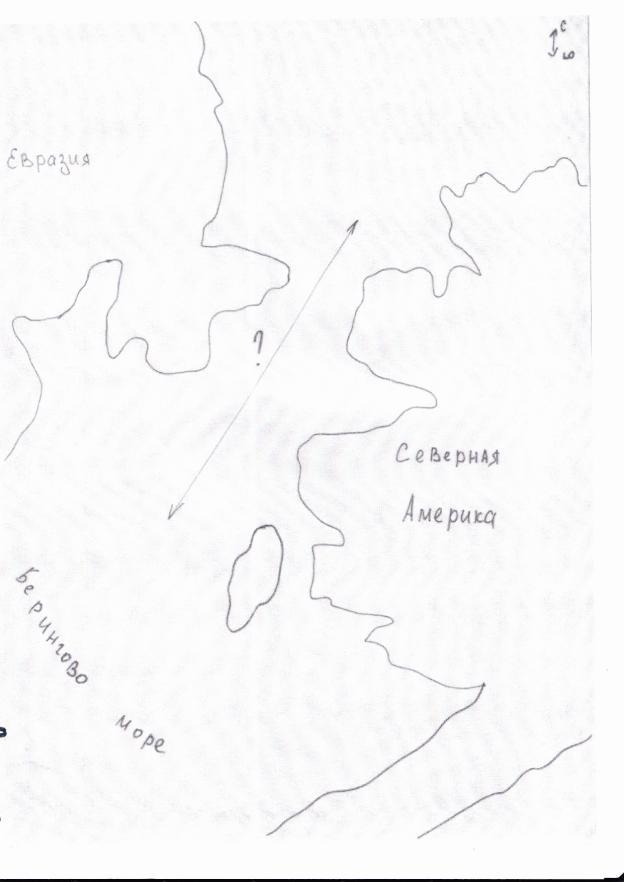 С
Ю
Евразия
?
Северная
Америка
Берингово
море